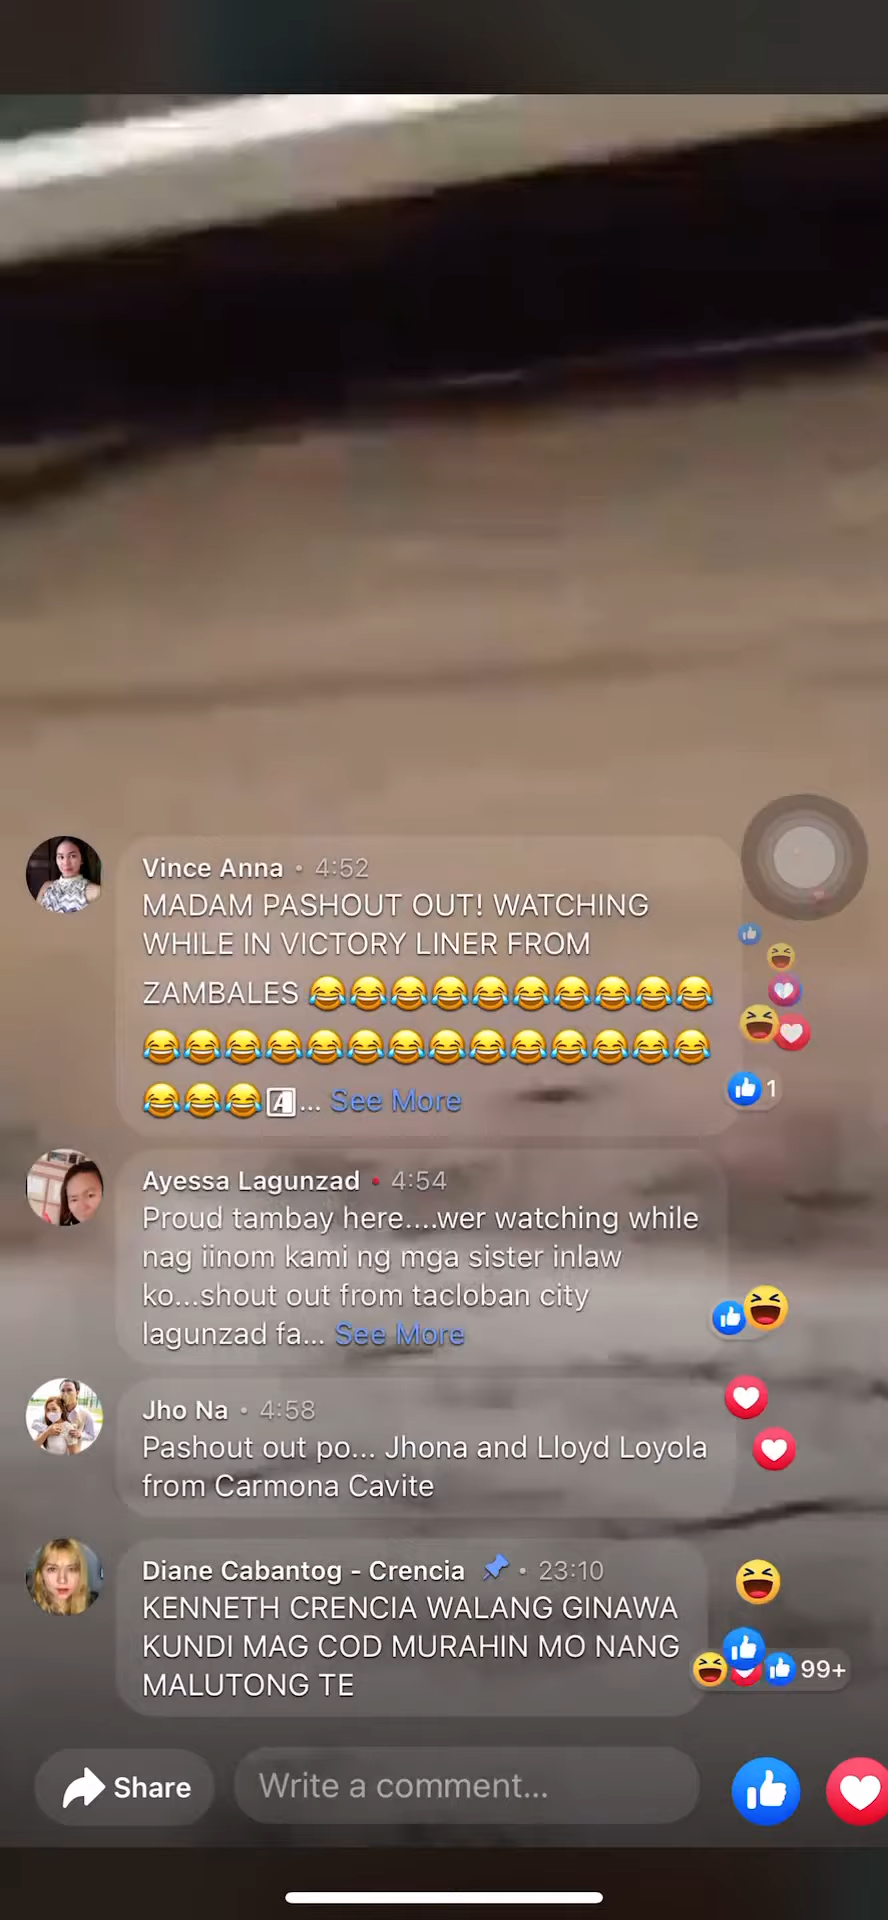 Vince Anna • 4:52
MADAM PASHOUT OUT! WATCHING
WHILE IN VICTORY LINER FROM
ZAMBALES 😂😂😂😂😂😂😂😂😂😂
😂😂😂😂😂😂😂😂😂😂😂😂😂😂
😂😂😂... See More
1
Ayessa Lagunzad • 4:54
Proud tambay here....wer watching while
nag iinom kami ng mga sister inlaw
ko...shout out from tacloban city
lagunzad fa... See More
Jho Na • 4:58
Pashout out po... Jhona and Lloyd Loyola
from Carmona Cavite
Diane Cabantog - Crencia 📌 • 23:10
KENNETH CRENCIA WALANG GINAWA
KUNDI MAG COD MURAHIN MO NANG
MALUTONG TE
99+
Share
Write a comment...